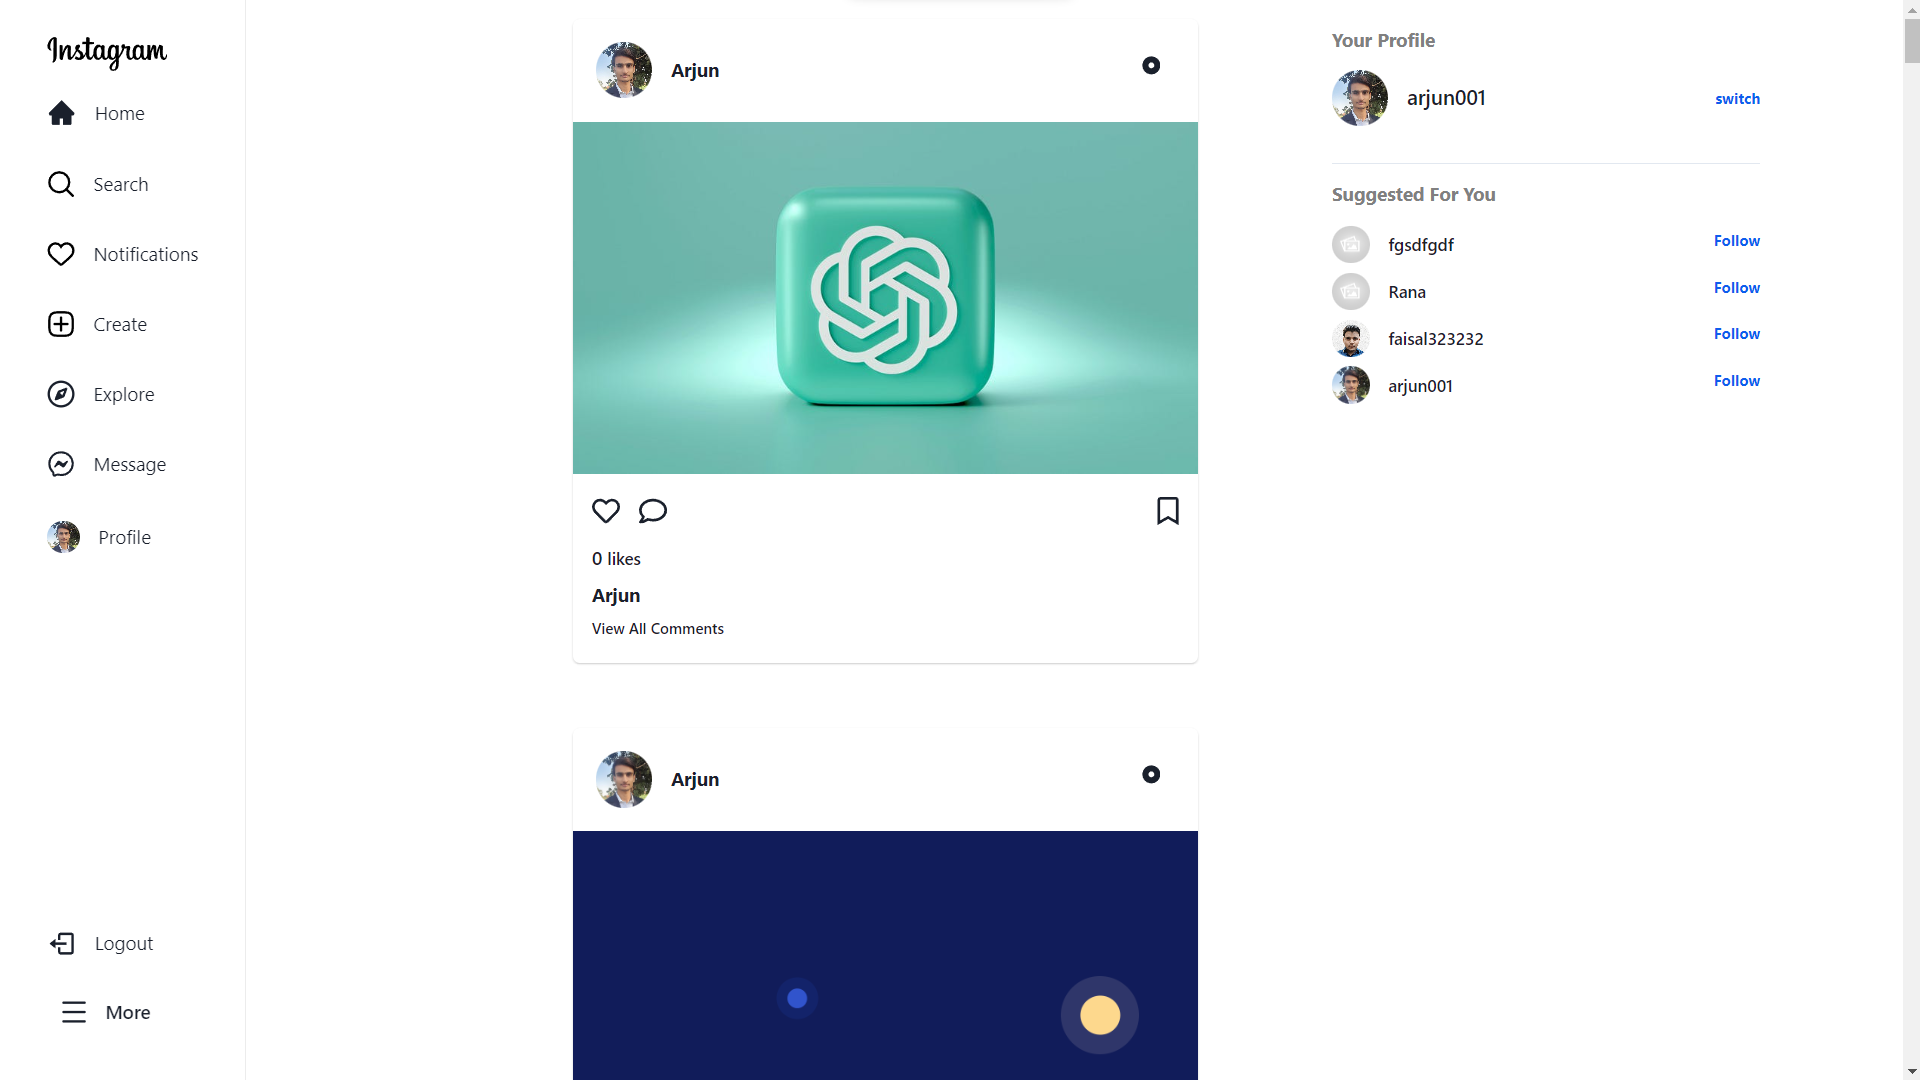 Instagram
Home
Search
Notifications
Create
Explore
Message
Profile
Logout
More
Arjun
0 likes
Arjun
View All Comments
Arjun
Your Profile
arjun001
switch
Suggested For You
fgsdfgdf
Follow
Rana
Follow
faisal323232
Follow
arjun001
Follow